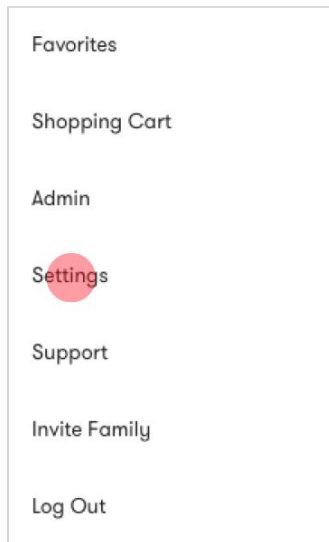 Favorites
Shopping Cart
Admin
Settings
Support
Invite Family
Log Out